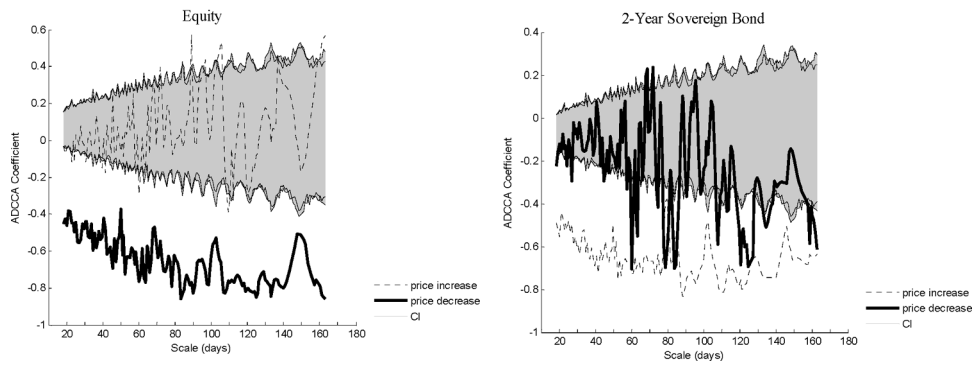 Equity
0.6
0.4
0.2
0
-0.2
-0.4
-0.6
-0.8
-1
ADCCA Coefficient
20 40 60 80 100 120 140 160 180
Scale (days)
price increase
price decrease
CI
2-Year Sovereign Bond
0.4
0.2
0
-0.2
-0.4
-0.6
-0.8
-1
ADCCA Coefficient
20 40 60 80 100 120 140 160 180
Scale (days)
price increase
price decrease
CI